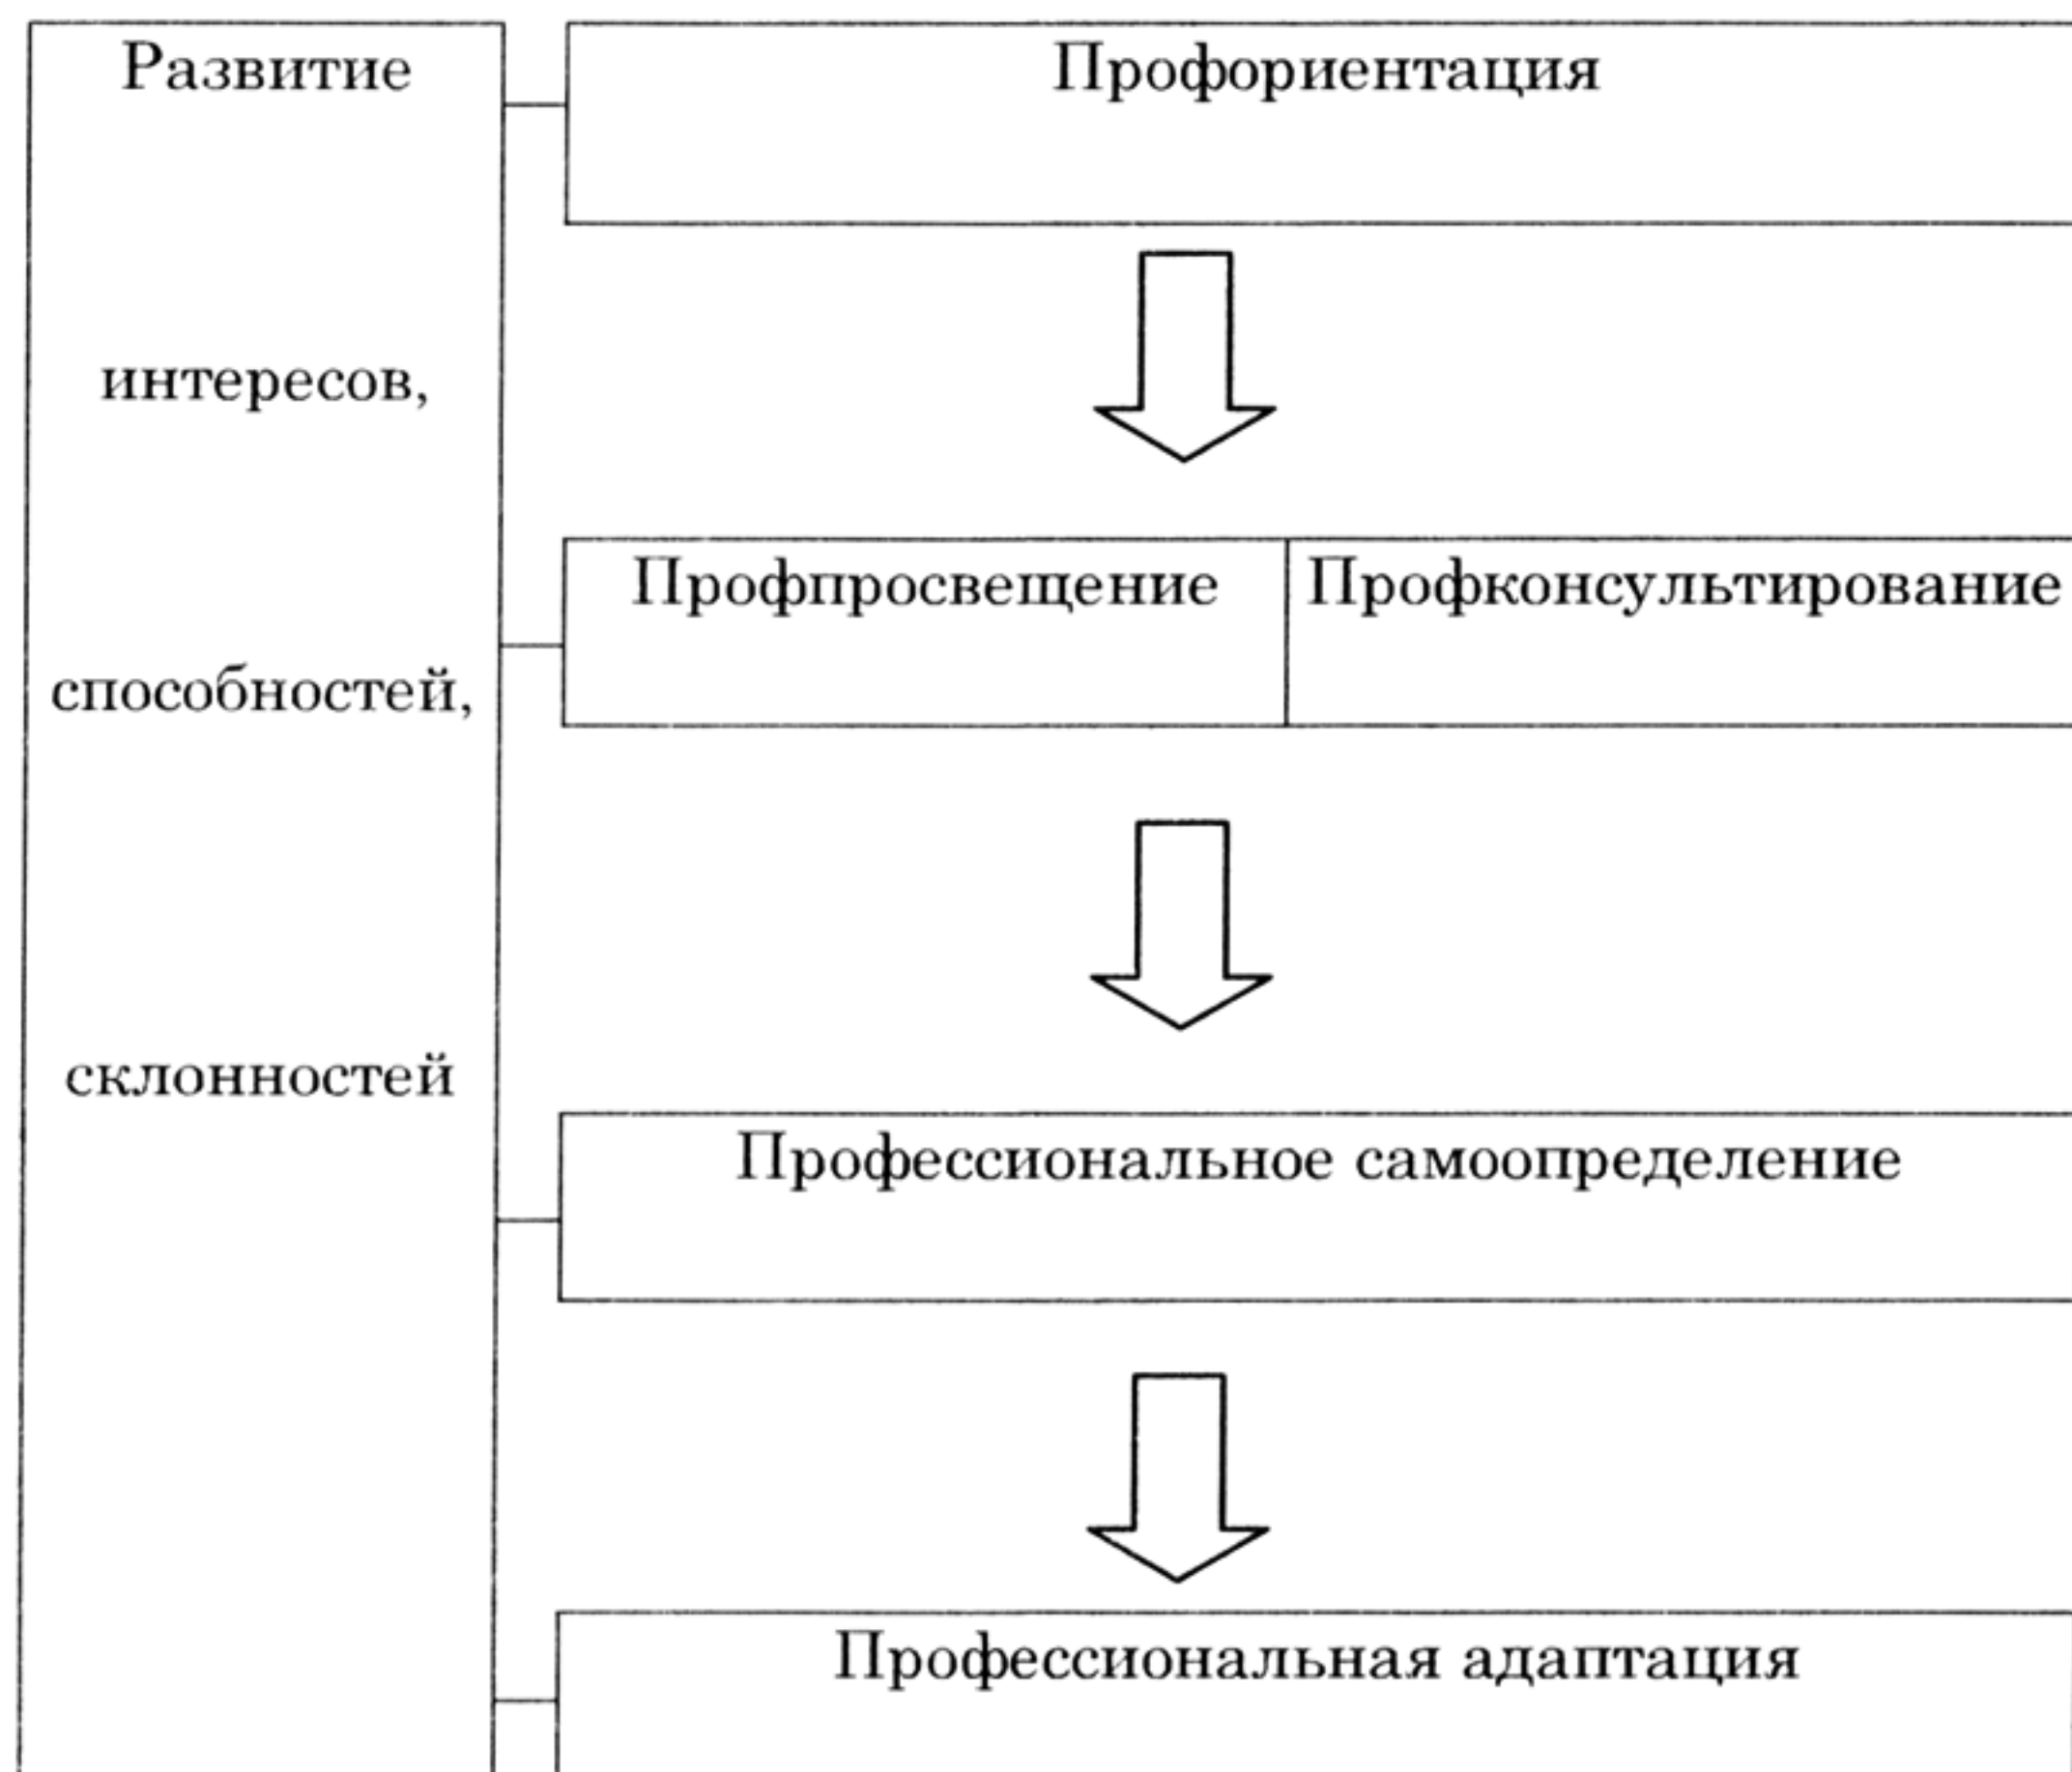 Развитие
интересов,
способностей,
склонностей
Профориентация
Профпросвещение
Профконсультирование
Профессиональное самоопределение
Профессиональная адаптация